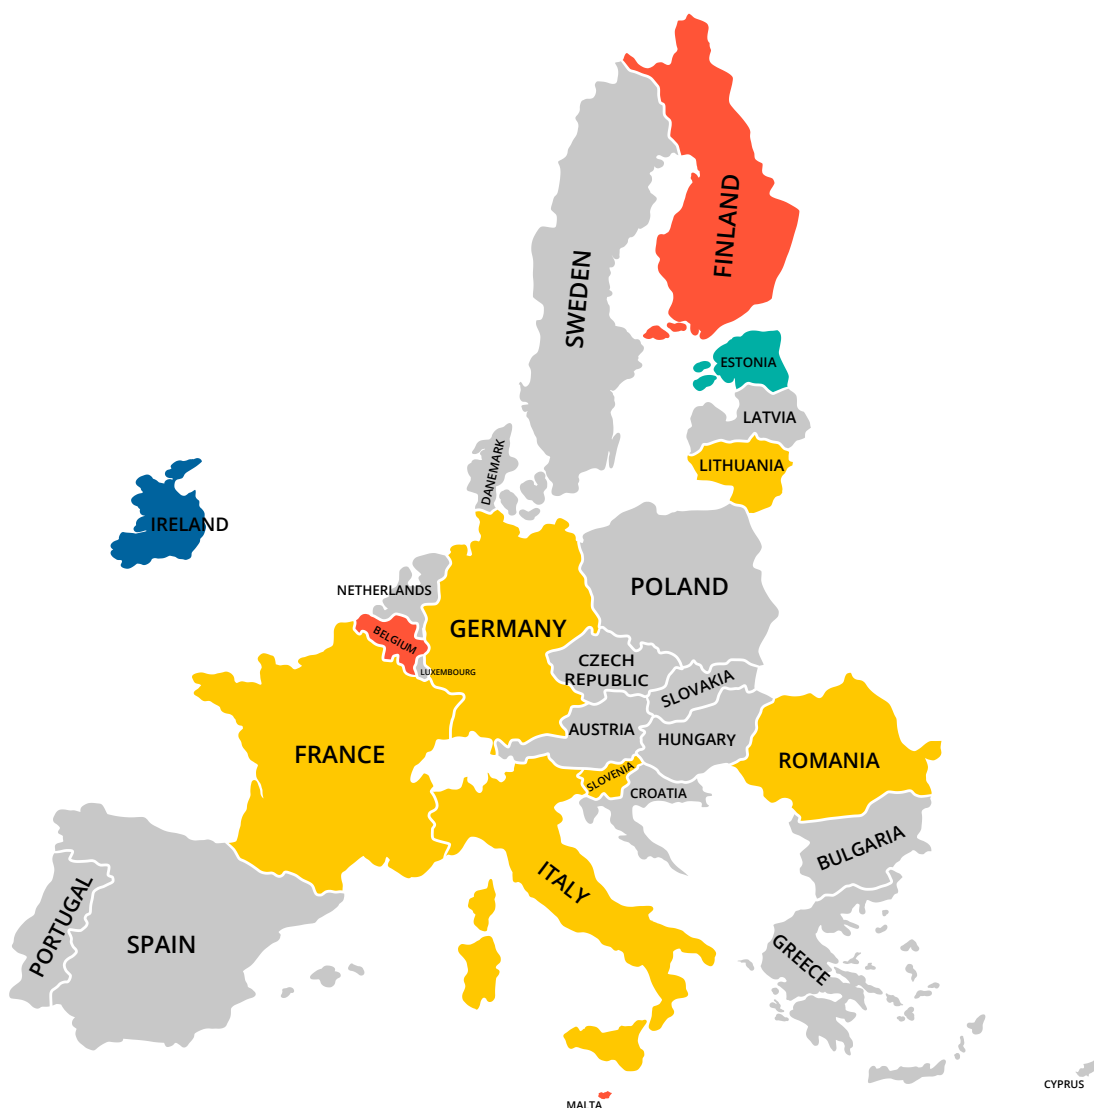 FINLAND
SWEDEN
ESTONIA
LATVIA
LITHUANIA
DANEMARK
IRELAND
NETHERLANDS
POLAND
GERMANY
BELGIUM
LUXEMBOURG
CZECH
REPUBLIC
SLOVAKIA
AUSTRIA
HUNGARY
FRANCE
ROMANIA
SLOVENIA
CROATIA
BULGARIA
ITALY
PORTUGAL
SPAIN
GREECE
CYPRUS
MALTA